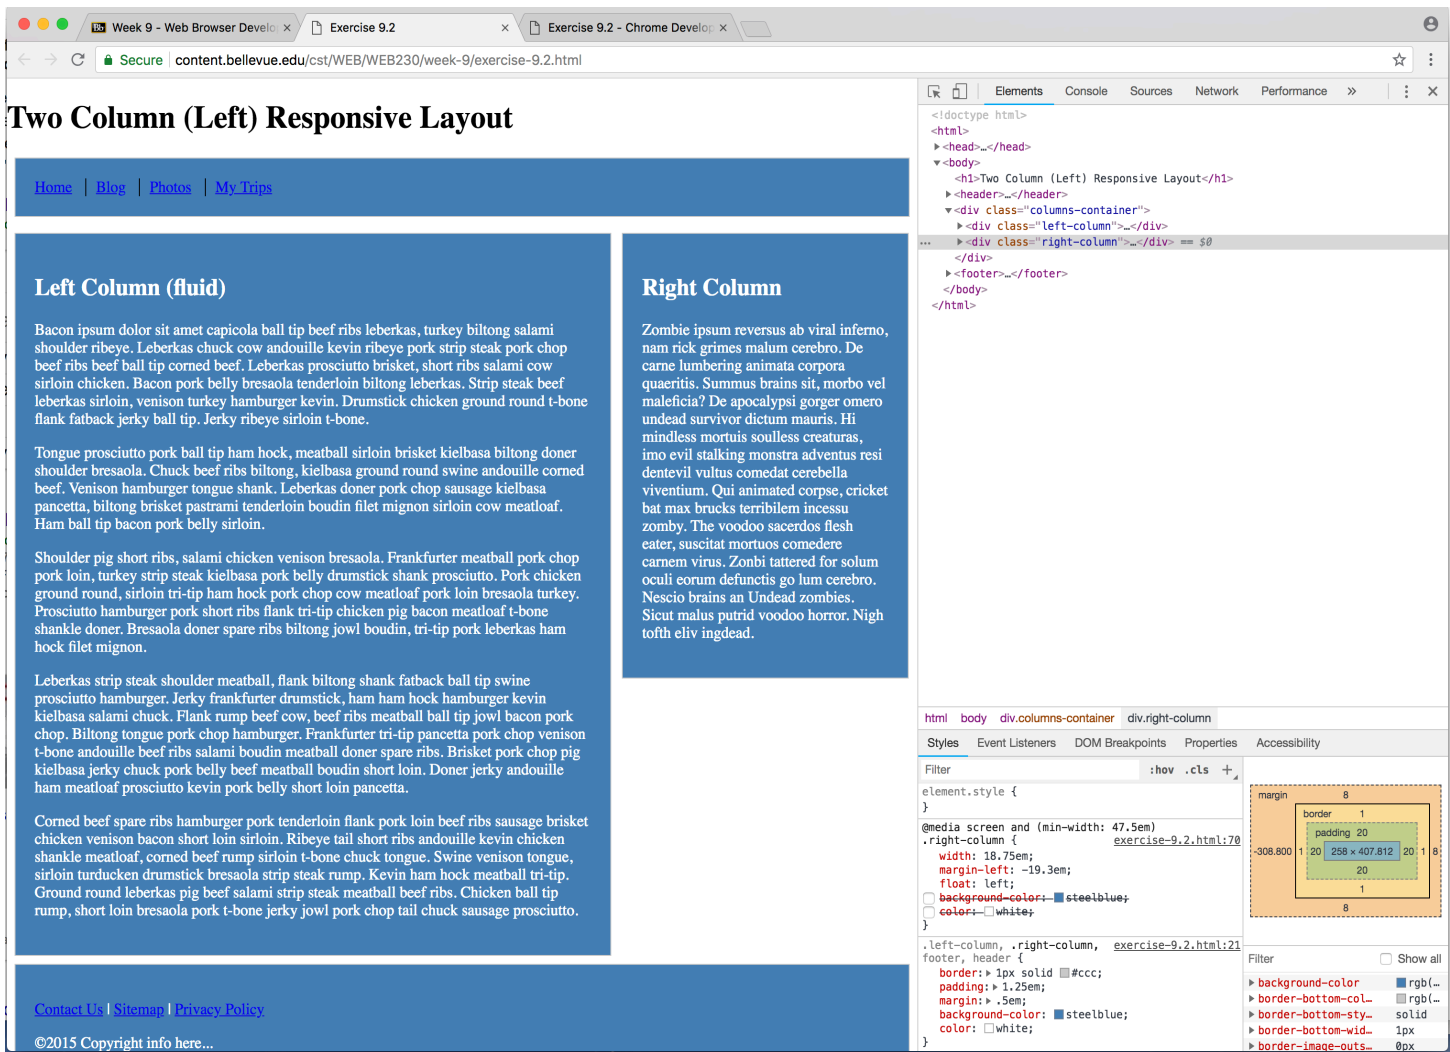 Week 9 - Web Browser Develo
Exercise 9.2
Exercise 9.2 - Chrome Develop
Secure
content.bellevue.edu/cst/WEB/WEB230/week-9/exercise-9.2.html
Two Column (Left) Responsive Layout
Home
Blog
Photos
My Trips
Left Column (fluid)
Bacon ipsum dolor sit amet capicola ball tip beef ribs leberkas, turkey biltong salami
shoulder ribeye. Leberkas chuck cow andouille kevin ribeye pork strip steak pork chop
beef ribs beef ball tip corned beef. Leberkas prosciutto brisket, short ribs salami cow
sirloin chicken. Bacon pork belly bresaola tenderloin biltong leberkas. Strip steak beef
leberkas sirloin, venison turkey hamburger kevin. Drumstick chicken ground round t-bone
flank fatback jerky ball tip. Jerky ribeye sirloin t-bone.
Tongue prosciutto pork ball tip ham hock, meatball sirloin brisket kielbasa biltong doner
shoulder bresaola. Chuck beef ribs biltong, kielbasa ground round swine andouille corned
beef. Venison hamburger tongue shank. Leberkas doner pork chop sausage kielbasa
pancetta, biltong brisket pastrami tenderloin boudin filet mignon sirloin cow meatloaf.
Ham ball tip bacon pork belly sirloin.
Shoulder pig short ribs, salami chicken venison bresaola. Frankfurter meatball pork chop
pork loin, turkey strip steak kielbasa pork belly drumstick shank prosciutto. Pork chicken
ground round, sirloin tri-tip ham hock pork chop cow meatloaf pork loin bresaola turkey.
Prosciutto hamburger pork short ribs flank tri-tip chicken pig bacon meatloaf t-bone
shankle doner. Bresaola doner spare ribs biltong jowl boudin, tri-tip pork leberkas ham
hock filet mignon.
Leberkas strip steak shoulder meatball, flank biltong shank fatback ball tip swine
prosciutto hamburger. Jerky frankfurter drumstick, ham ham hock hamburger kevin
kielbasa salami chuck. Flank rump beef cow, beef ribs meatball ball tip jowl bacon pork
chop. Biltong tongue pork chop hamburger. Frankfurter tri-tip pancetta pork chop venison
t-bone andouille beef ribs salami boudin meatball doner spare ribs. Brisket pork chop pig
kielbasa jerky chuck pork belly beef meatball boudin short loin. Doner jerky andouille
ham meatloaf prosciutto kevin pork belly short loin pancetta.
Corned beef spare ribs hamburger pork tenderloin flank pork loin beef ribs sausage brisket
chicken venison bacon short loin sirloin. Ribeye tail short ribs andouille kevin chicken
shankle meatloaf, corned beef rump sirloin t-bone chuck tongue. Swine venison tongue,
sirloin turducken drumstick bresaola strip steak rump. Kevin ham hock meatball tri-tip.
Ground round leberkas pig beef salami strip steak meatball beef ribs. Chicken ball tip
rump, short loin bresaola pork t-bone jerky jowl pork chop tail chuck sausage prosciutto.
Right Column
Zombie ipsum reversus ab viral inferno,
nam rick grimes malum cerebro. De
carne lumbering animata corpora
quaeritis. Summus brains sit, morbo vel
maleficia? De apocalypsi gorger omero
undead survivor dictum mauris. Hi
mindless mortuis soulless creaturas,
imo evil stalking monstra adventus resi
dentevil vultus comedat cerebella
viventium. Qui animated corpse, cricket
bat max brucks terribilem incessu
zomby. The voodoo sacerdos flesh
eater, suscitat mortuos comedere
carnem virus. Zonbi tattered for solum
oculi eorum defunctis go lum cerebro.
Nescio brains an Undead zombies.
Sicut malus putrid voodoo horror. Nigh
tofth eliv ingdead.
Contact Us | Sitemap | Privacy Policy
©2015 Copyright info here...
Elements Console Sources Network Performance »
<!doctype html>
<html>
<head>…</head>
<body>
<h1>Two Column (Left) Responsive Layout</h1>
<header>…</header>
<div class="columns-container">
<div class="left-column">…</div>
… <div class="right-column">…</div> == $0
</div>
<footer>…</footer>
</body>
</html>
html body div.columns-container div.right-column
Styles Event Listeners DOM Breakpoints Properties Accessibility
Filter :hov .cls +
element.style {
}
@media screen and (min-width: 47.5em)
.right-column { exercise-9.2.html:70
width: 18.75em;
margin-left: -19.3em;
float: left;
background-color: steelblue;
color: white;
}
.left-column, .right-column, exercise-9.2.html:21
footer, header {
border: 1px solid #ccc;
padding: 1.25em;
margin: .5em;
background-color: steelblue;
color: white;
}
margin 8
border 1
padding 20
-308.800 1 20 258 × 407.812 20 1 8
20
1
8
Filter Show all
background-color rgb(…
border-bottom-col… rgb(…
border-bottom-sty… solid
border-bottom-wid… 1px
border-image-outs… 0px